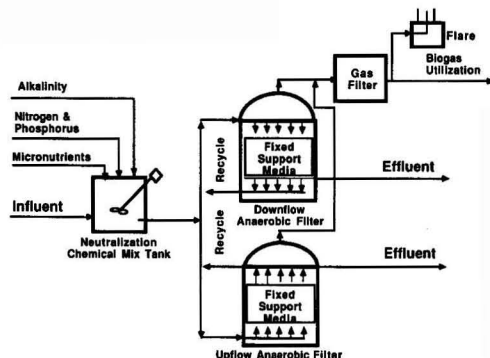 Flare
Biogas
Utilization
Gas
Filter
Alkalinity
Nitrogen &
Phosphorus
Micronutrients
Influent
Neutralization
Chemical Mix Tank
Recycle
Recycle
Fixed
Support
Media
Effluent
Downflow
Anaerobic Filter
Effluent
Fixed
Support
Media
Upflow Anaerobic Filter